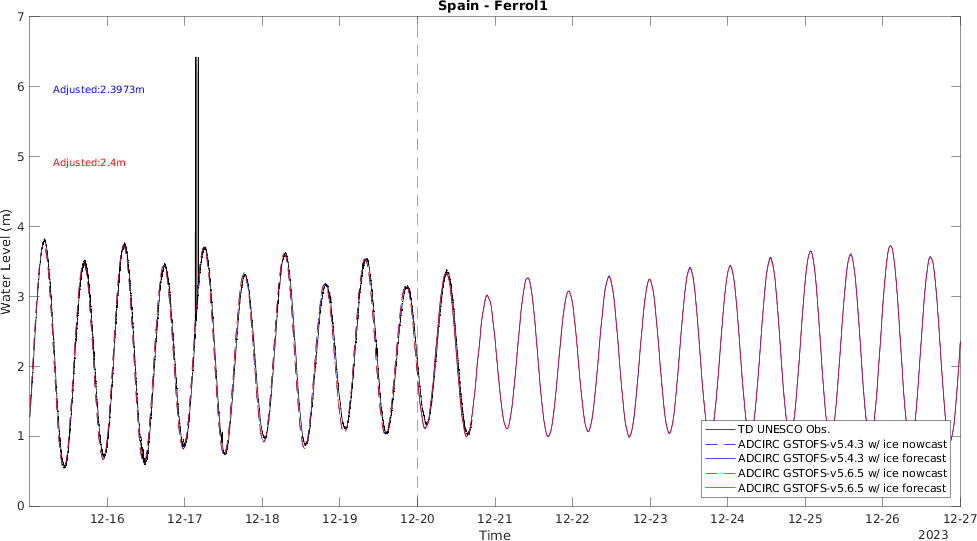 Spain - Ferrol1
7
6
5
4
3
2
1
0
Water Level (m)
Adjusted:2.3973m
Adjusted:2.4m
TD UNESCO Obs.
ADCIRC GSTOFS-v5.4.3 w/ ice nowcast
ADCIRC GSTOFS-v5.4.3 w/ ice forecast
ADCIRC GSTOFS-v5.6.5 w/ ice nowcast
ADCIRC GSTOFS-v5.6.5 w/ ice forecast
12-16 12-17 12-18 12-19 12-20 12-21 12-22 12-23 12-24 12-25 12-26 12-27
Time
2023